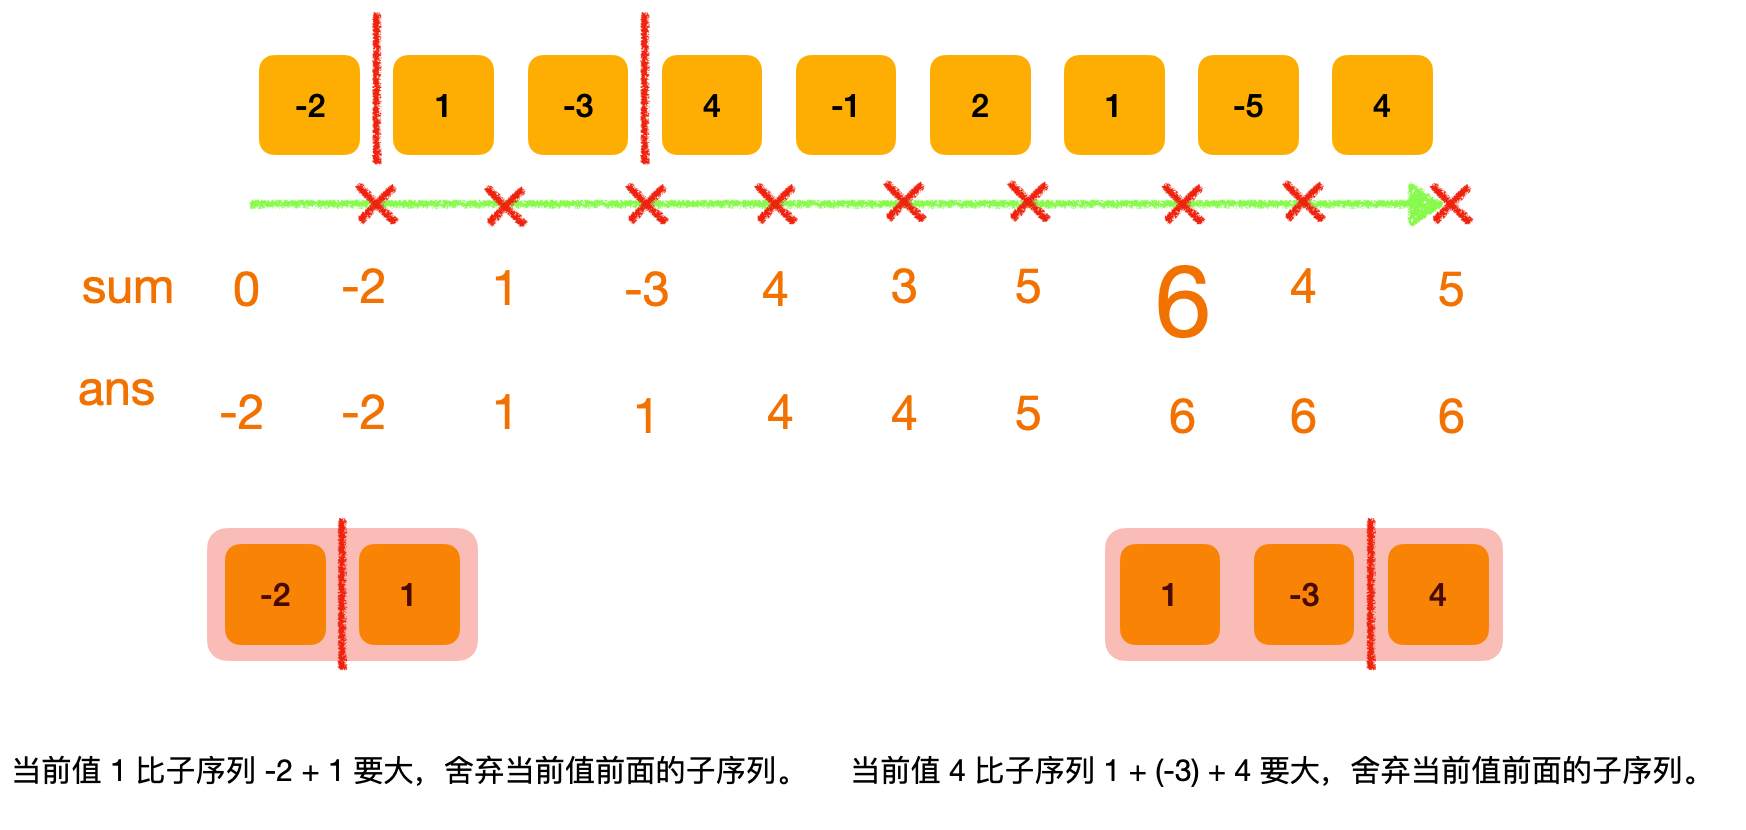 -2 1 -3 4 -1 2 1 -5 4
sum 0 -2 1 -3 4 3 5 6 4 5
ans -2 -2 1 1 4 4 5 6 6 6
-2 1
1 -3 4
当前值 1 比子序列 -2 + 1 要大，舍弃当前值前面的子序列。
当前值 4 比子序列 1 + (-3) + 4 要大，舍弃当前值前面的子序列。